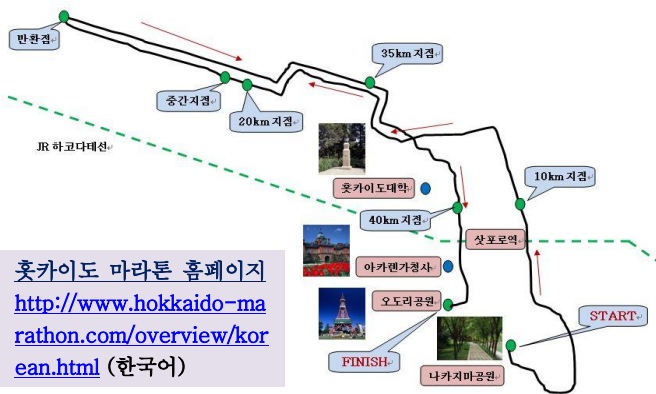 반환점
35km 지점
중간지점
20km 지점
JR 하코다테선
홋카이도대학
10km 지점
40km 지점
삿포로역
아카렌가청사
오도리공원
START
FINISH
나카지마공원
홋카이도 마라톤 홈페이지
http://www.hokkaido-ma
rathon.com/overview/kor
ean.html (한국어)